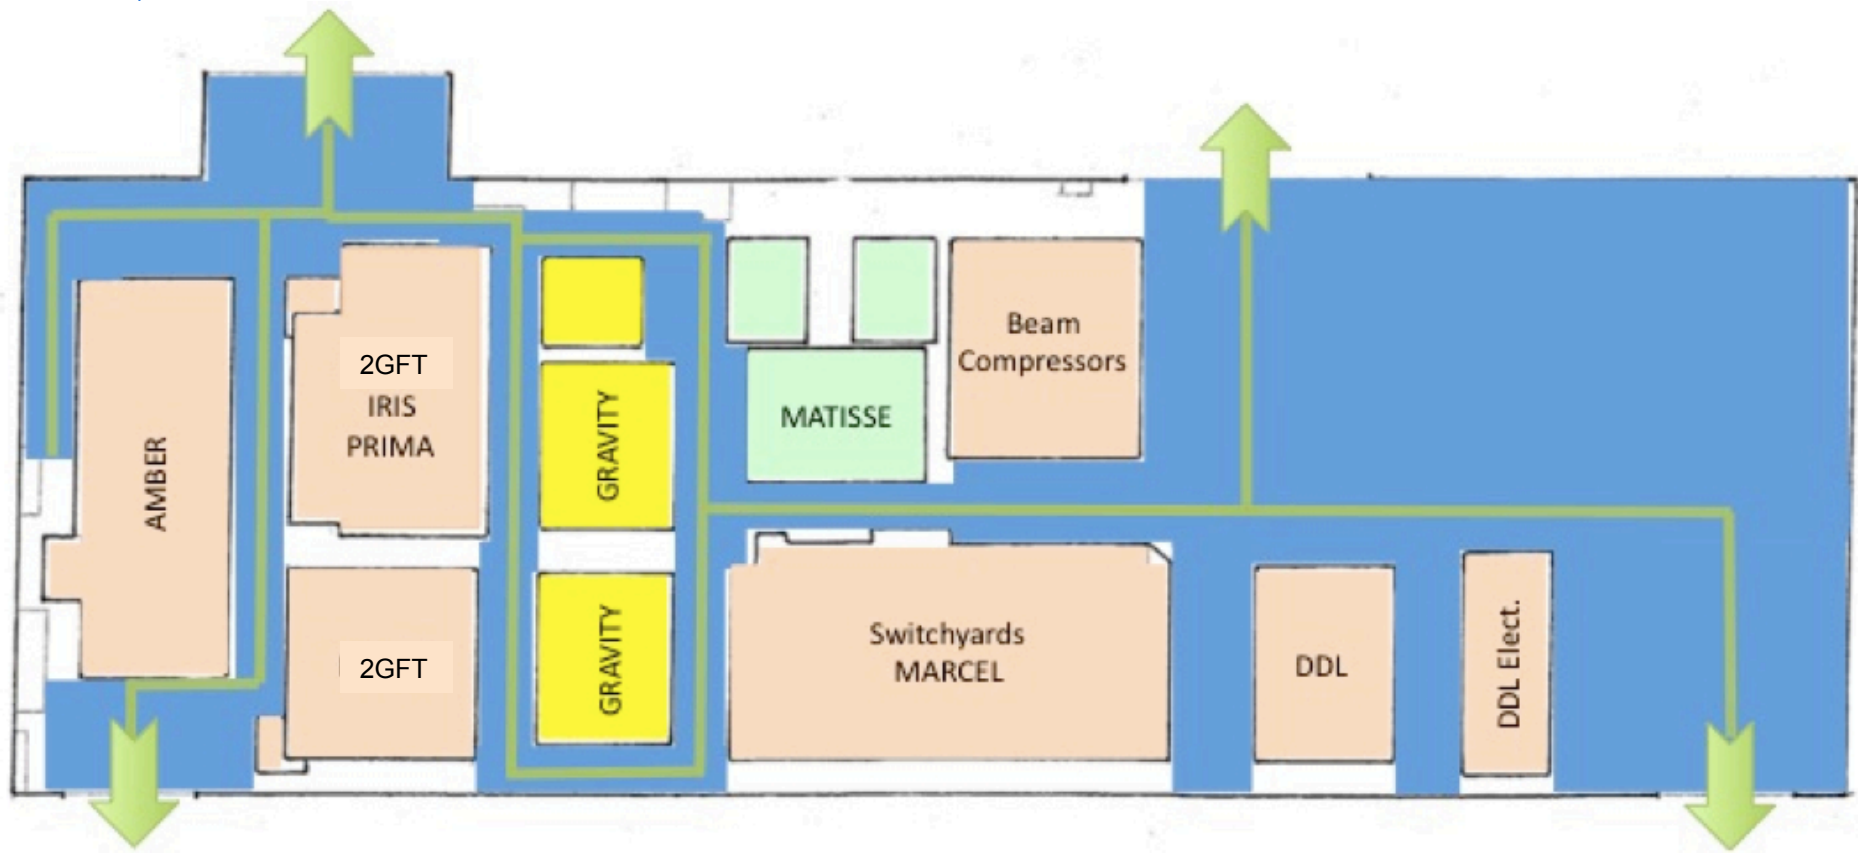 AMBER
2GFT
IRIS
PRIMA
2GFT
GRAVITY
GRAVITY
MATISSE
Beam
Compressors
Switchyards
MARCEL
DDL
DDL Elect.